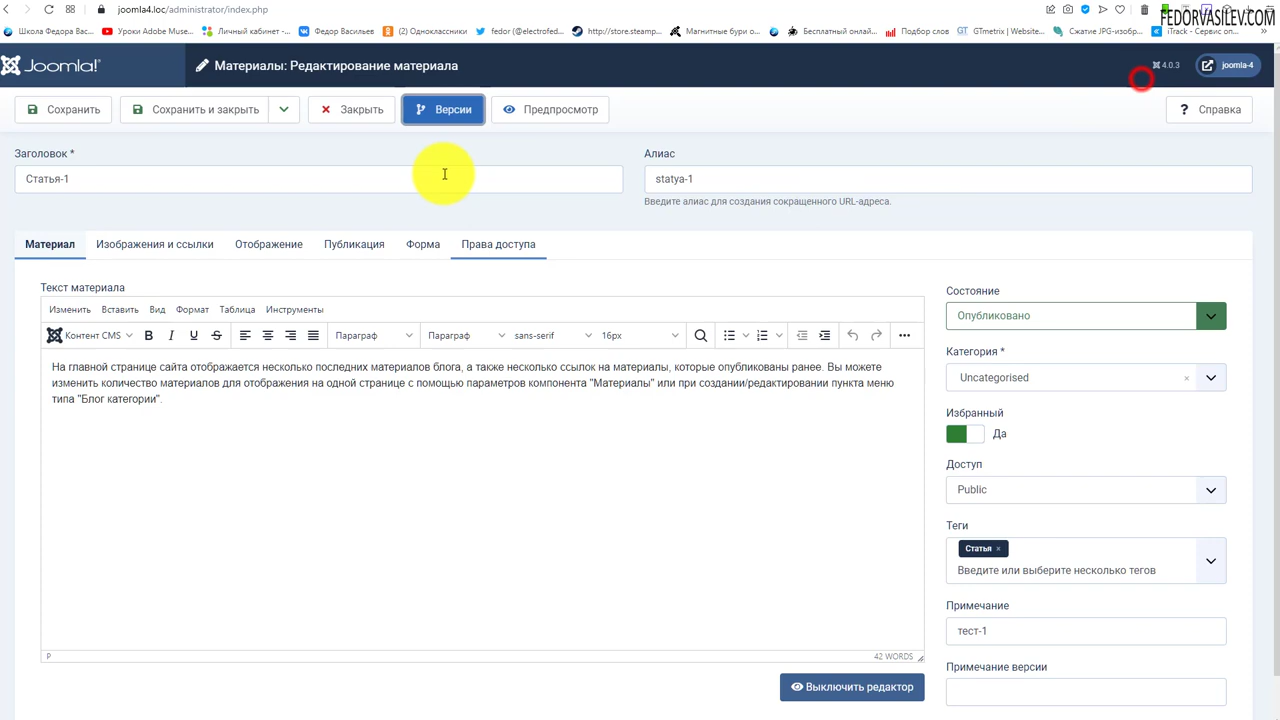 joomla4.loc/administrator/index.php
FEDORVASILEV.COM
Школа Федора Вас...
Уроки Adobe Muse...
Личный кабинет -...
Федор Васильев
(2) Одноклассники
fedor (@electrofed...
http://store.steamp...
Магнитные бури о...
Бесплатный онлай...
Подбор слов
GTmetrix | Website...
Сжатие JPG-изобр...
iTrack - Сервис оп...
Joomla!
Материалы: Редактирование материала
4.0.3
joomla-4
Сохранить
Сохранить и закрыть
Закрыть
Версии
Предпросмотр
Справка
Заголовок *
Алиас
Статья-1
statya-1
Введите алиас для создания сокращенного URL-адреса.
Материал
Изображения и ссылки
Отображение
Публикация
Форма
Права доступа
Текст материала
Изменить
Вставить
Вид
Формат
Таблица
Инструменты
Контент CMS
B
I
U
S
Параграф
Параграф
sans-serif
16px
На главной странице сайта отображается несколько последних материалов блога, а также несколько ссылок на материалы, которые опубликованы ранее. Вы можете
изменить количество материалов для отображения на одной странице с помощью параметров компонента "Материалы" или при создании/редактировании пункта меню
типа "Блог категории".
P
42 WORDS
Выключить редактор
Состояние
Опубликовано
Категория *
Uncategorised
Избранный
Да
Доступ
Public
Теги
Статья ×
Введите или выберите несколько тегов
Примечание
тест-1
Примечание версии